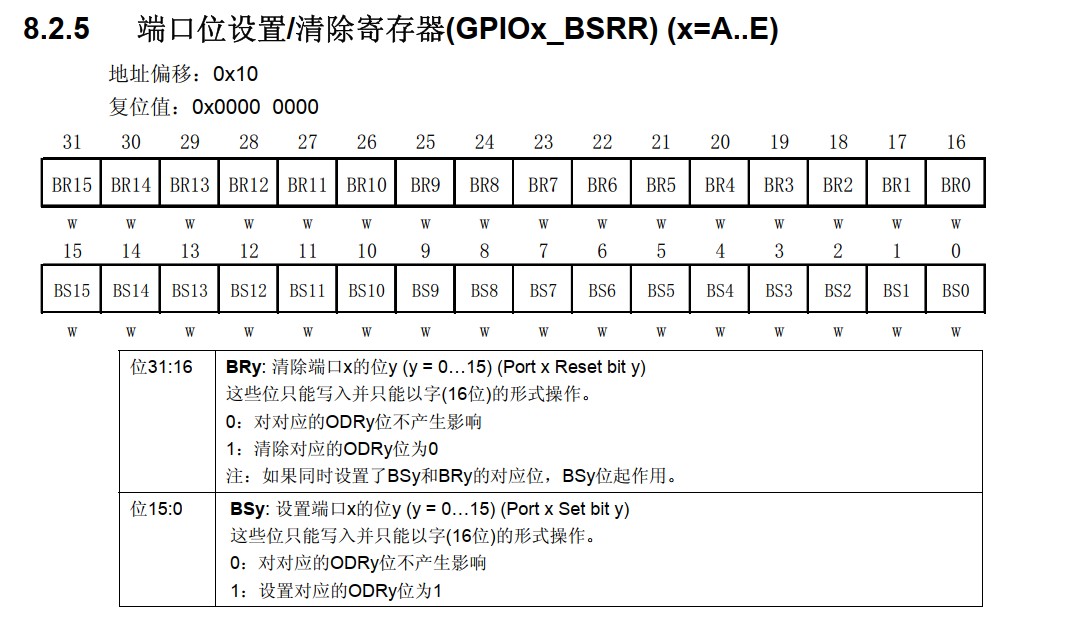 8.2.5 端口位设置/清除寄存器(GPIOx_BSRR) (x=A..E)
地址偏移：0x10
复位值：0x0000 0000
31 30 29 28 27 26 25 24 23 22 21 20 19 18 17 16
BR15 BR14 BR13 BR12 BR11 BR10 BR9 BR8 BR7 BR6 BR5 BR4 BR3 BR2 BR1 BR0
w w w w w w w w w w w w w w w w
15 14 13 12 11 10 9 8 7 6 5 4 3 2 1 0
BS15 BS14 BS13 BS12 BS11 BS10 BS9 BS8 BS7 BS6 BS5 BS4 BS3 BS2 BS1 BS0
w w w w w w w w w w w w w w w w
位31:16 BRy: 清除端口x的位y (y = 0…15) (Port x Reset bit y)
这些位只能写入并只能以字(16位)的形式操作。
0：对对应的ODRy位不产生影响
1：清除对应的ODRy位为0
注：如果同时设置了BSy和BRy的对应位，BSy位起作用。
位15:0 BSy: 设置端口x的位y (y = 0…15) (Port x Set bit y)
这些位只能写入并只能以字(16位)的形式操作。
0：对对应的ODRy位不产生影响
1：设置对应的ODRy位为1